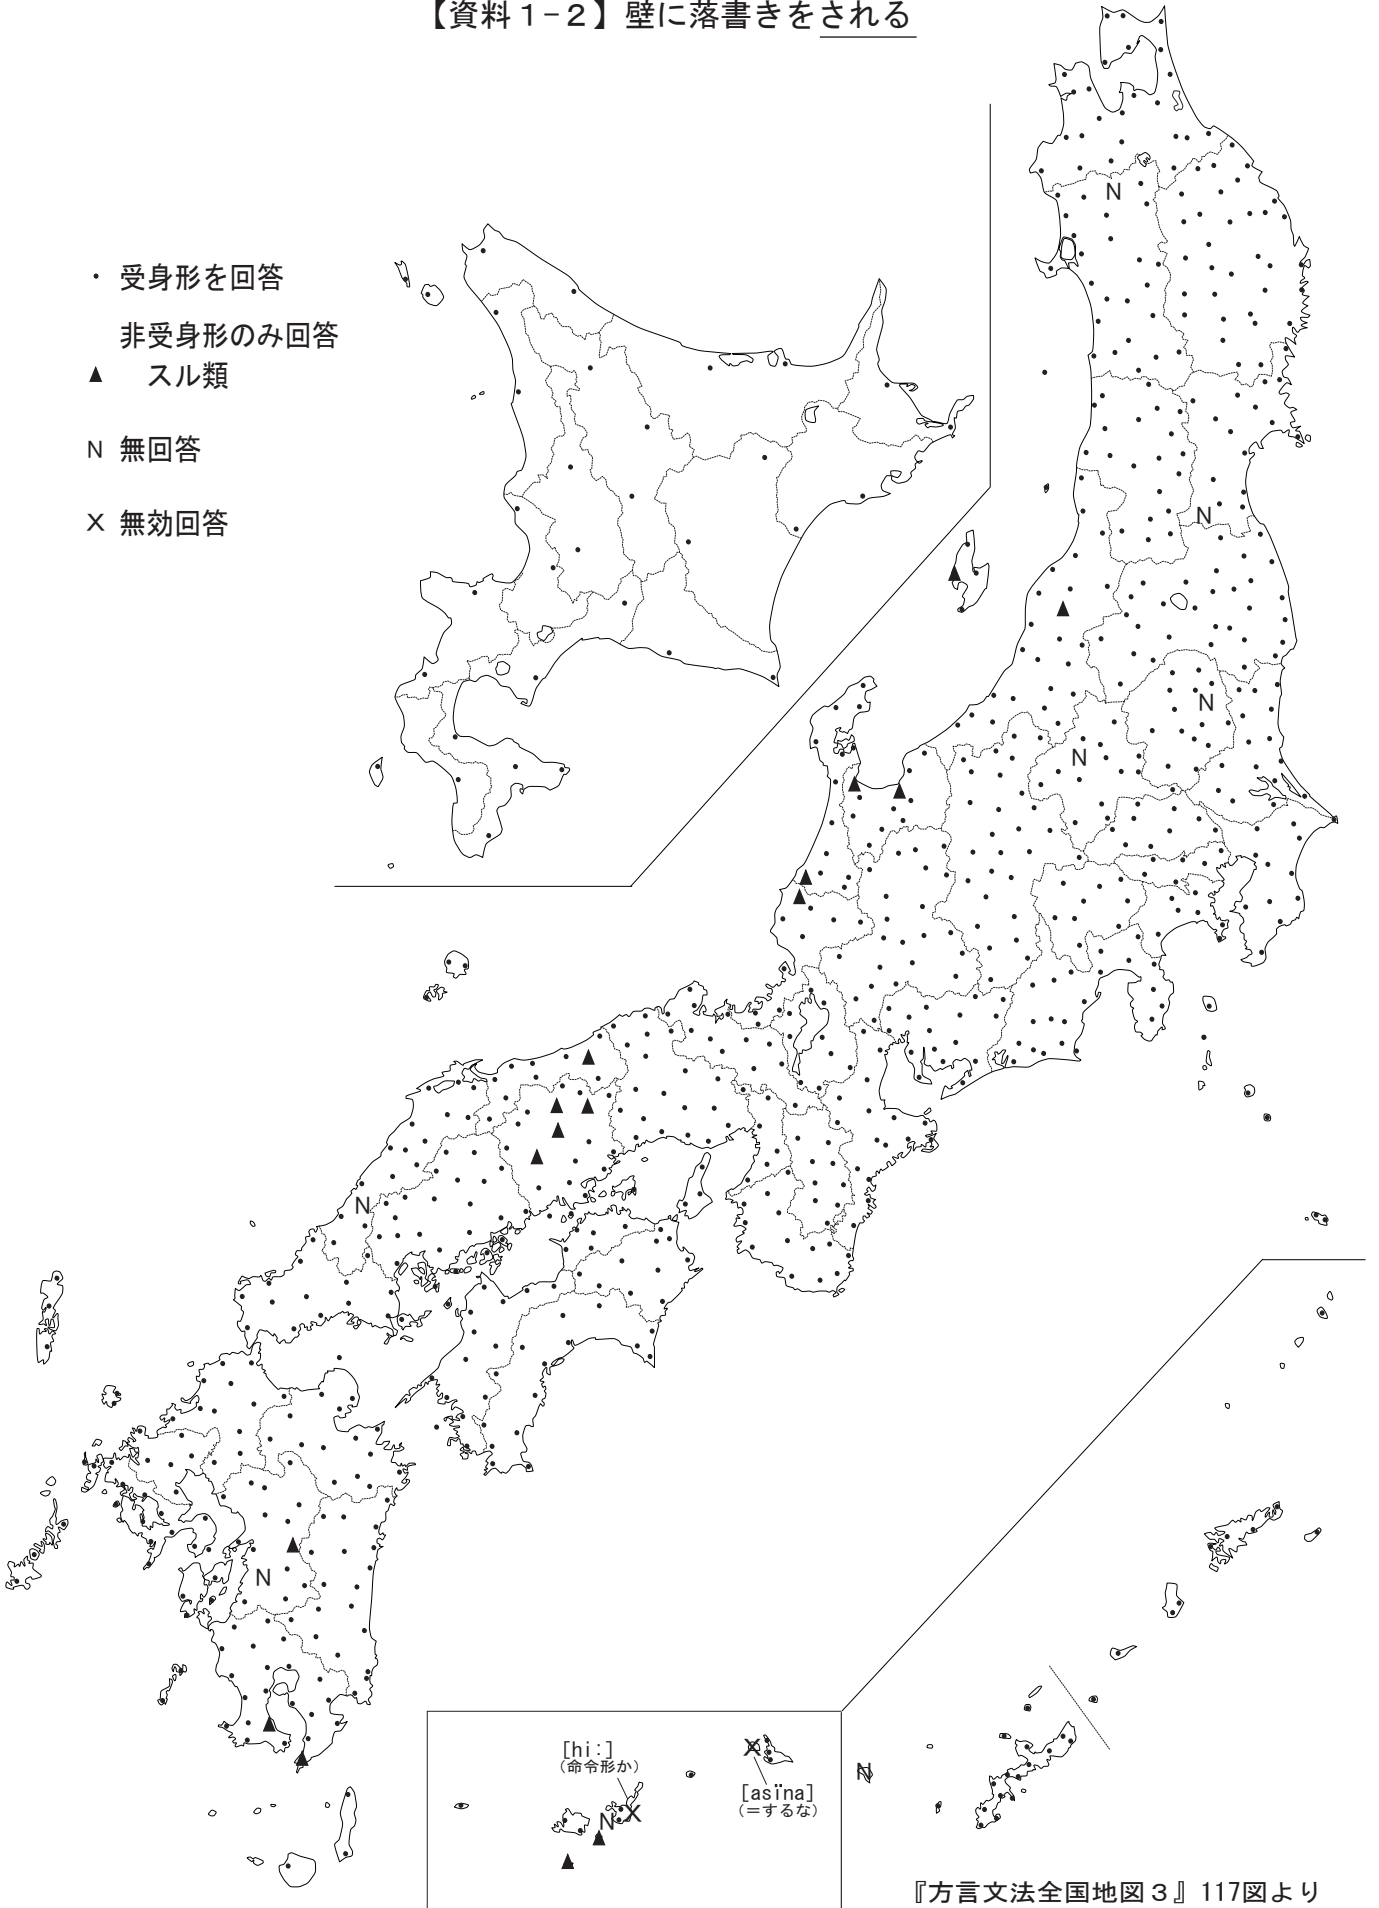 【資料1-2】壁に落書きをされる
・ 受身形を回答
非受身形のみ回答
▲ スル類
N 無回答
X 無効回答
N
N
N
N
N
N
[hi:]
(命令形か)
X
N
X
[asïna]
(=するな)
N
『方言文法全国地図3』117図より